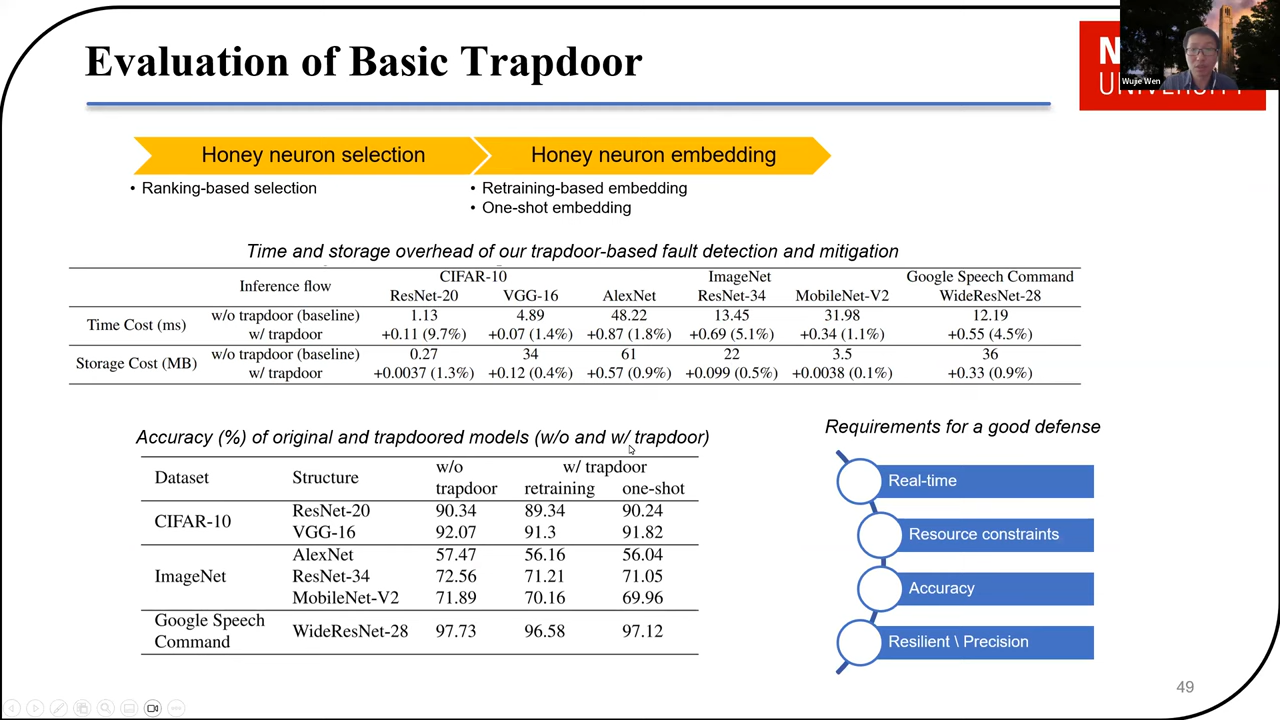 Evaluation of Basic Trapdoor
N
UNIVERSITY
Wujie Wen
Honey neuron selection
Honey neuron embedding
• Ranking-based selection
• Retraining-based embedding
• One-shot embedding
Time and storage overhead of our trapdoor-based fault detection and mitigation
Inference flow CIFAR-10 ImageNet Google Speech Command
ResNet-20 VGG-16 AlexNet ResNet-34 MobileNet-V2 WideResNet-28
Time Cost (ms) w/o trapdoor (baseline) 1.13 4.89 48.22 13.45 31.98 12.19
w/ trapdoor +0.11 (9.7%) +0.07 (1.4%) +0.87 (1.8%) +0.69 (5.1%) +0.34 (1.1%) +0.55 (4.5%)
Storage Cost (MB) w/o trapdoor (baseline) 0.27 34 61 22 3.5 36
w/ trapdoor +0.0037 (1.3%) +0.12 (0.4%) +0.57 (0.9%) +0.099 (0.5%) +0.0038 (0.1%) +0.33 (0.9%)
Accuracy (%) of original and trapdoored models (w/o and w/ trapdoor)
Dataset Structure w/o trapdoor w/ trapdoor
retraining one-shot
CIFAR-10 ResNet-20 90.34 89.34 90.24
VGG-16 92.07 91.3 91.82
ImageNet AlexNet 57.47 56.16 56.04
ResNet-34 72.56 71.21 71.05
MobileNet-V2 71.89 70.16 69.96
Google Speech Command WideResNet-28 97.73 96.58 97.12
Requirements for a good defense
Real-time
Resource constraints
Accuracy
Resilient \ Precision
49